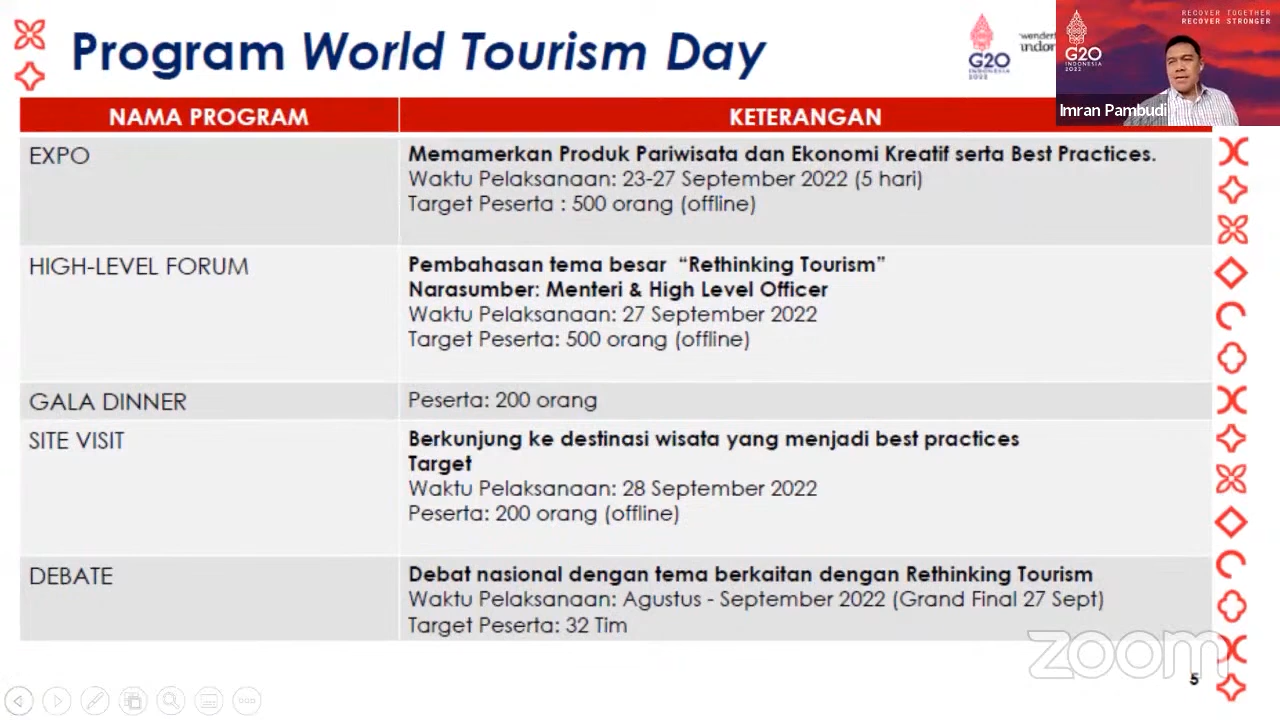 Program World Tourism Day
G20
INDONESIA
2022
RECOVER TOGETHER
RECOVER STRONGER
G20
INDONESIA
2022
Imran Pambudi
NAMA PROGRAM
KETERANGAN
EXPO
Memamerkan Produk Pariwisata dan Ekonomi Kreatif serta Best Practices.
Waktu Pelaksanaan: 23-27 September 2022 (5 hari)
Target Peserta : 500 orang (offline)
HIGH-LEVEL FORUM
Pembahasan tema besar “Rethinking Tourism”
Narasumber: Menteri & High Level Officer
Waktu Pelaksanaan: 27 September 2022
Target Peserta: 500 orang (offline)
GALA DINNER
Peserta: 200 orang
SITE VISIT
Berkunjung ke destinasi wisata yang menjadi best practices
Target
Waktu Pelaksanaan: 28 September 2022
Peserta: 200 orang (offline)
DEBATE
Debat nasional dengan tema berkaitan dengan Rethinking Tourism
Waktu Pelaksanaan: Agustus - September 2022 (Grand Final 27 Sept)
Target Peserta: 32 Tim
zoom
5